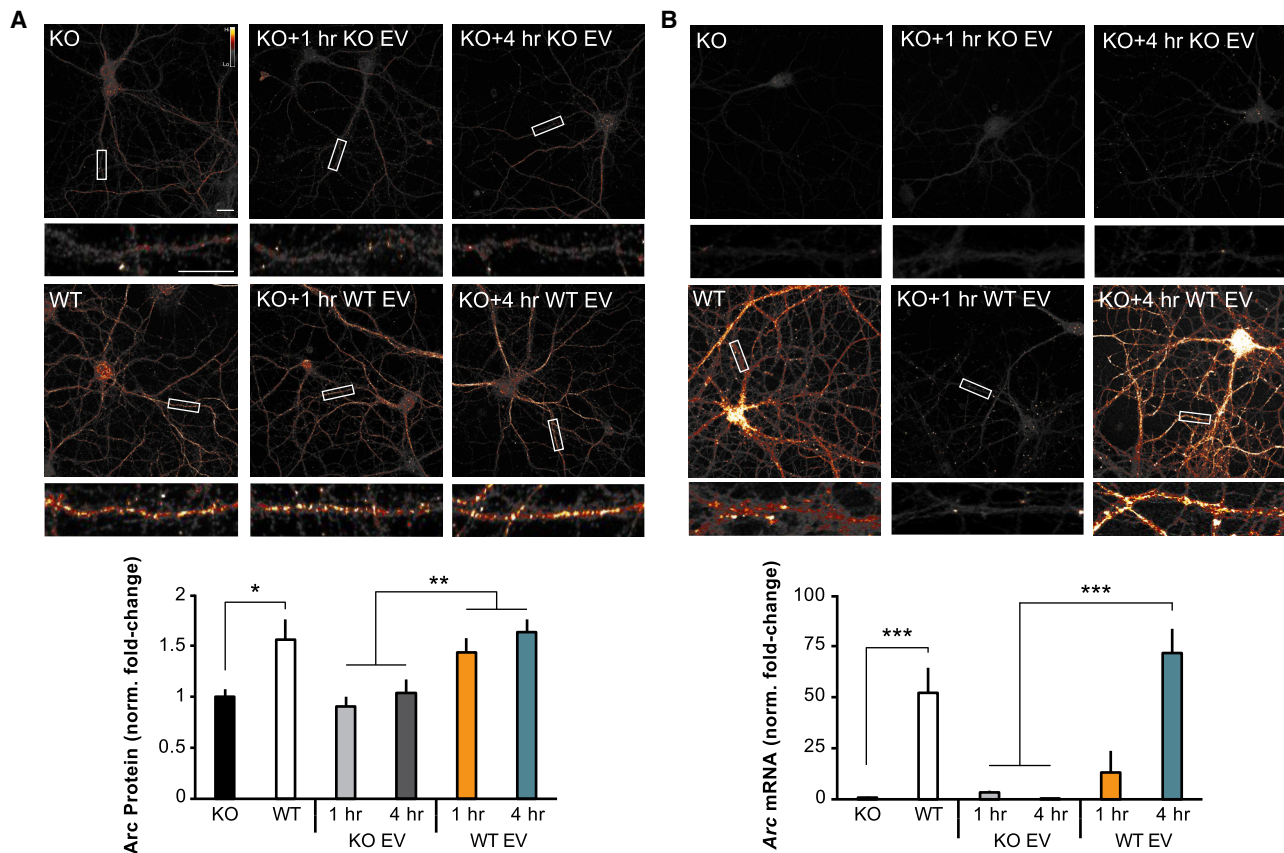 A
KO
Hi
Lo
KO+1 hr KO EV
KO+4 hr KO EV
WT
KO+1 hr WT EV
KO+4 hr WT EV
Arc Protein (norm. fold-change)
2
1.5
1
0.5
0
*
**
KO
WT
1 hr
4 hr
1 hr
4 hr
KO EV
WT EV
B
KO
KO+1 hr KO EV
KO+4 hr KO EV
WT
KO+1 hr WT EV
KO+4 hr WT EV
Arc mRNA (norm. fold-change)
100
75
50
25
0
***
***
KO
WT
1 hr
4 hr
1 hr
4 hr
KO EV
WT EV